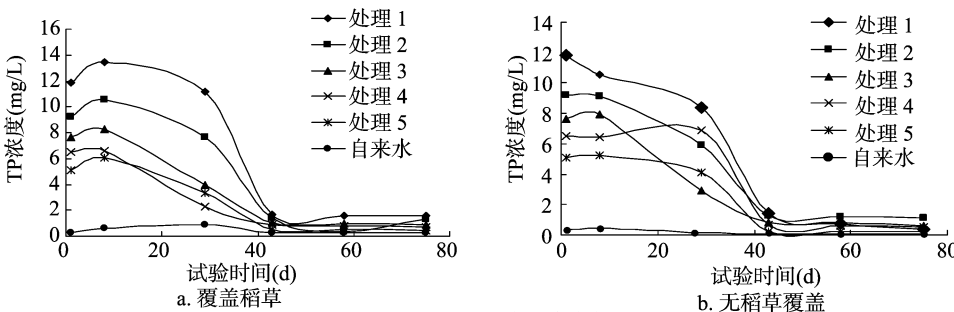 16
14
12
10
8
6
4
2
0
TP浓度(mg/L)
0 20 40 60 80
试验时间(d)
a. 覆盖稻草
处理 1
处理 2
处理 3
处理 4
处理 5
自来水
14
12
10
8
6
4
2
0
TP浓度(mg/L)
0 20 40 60 80
试验时间(d)
b. 无稻草覆盖
处理 1
处理 2
处理 3
处理 4
处理 5
自来水